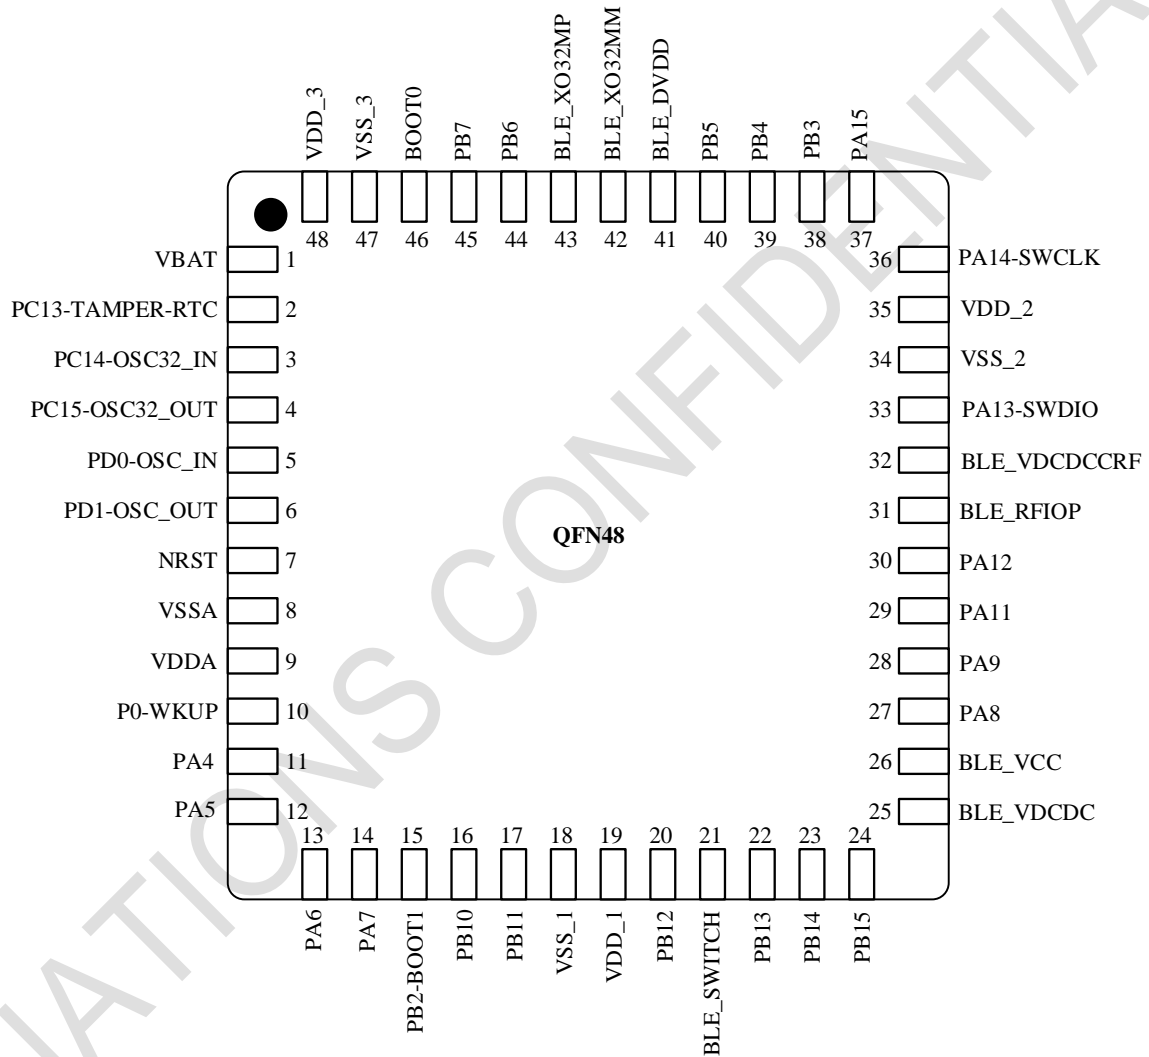 VDD_3
VSS_3
BOOT0
PB7
PB6
BLE_XO32MP
BLE_XO32MM
BLE_DVDD
PB5
PB4
PB3
PA15
48
47
46
45
44
43
42
41
40
39
38
37
VBAT 1
PC13-TAMPER-RTC 2
PC14-OSC32_IN 3
PC15-OSC32_OUT 4
PD0-OSC_IN 5
PD1-OSC_OUT 6
NRST 7
VSSA 8
VDDA 9
P0-WKUP 10
PA4 11
PA5 12
QFN48
36 PA14-SWCLK
35 VDD_2
34 VSS_2
33 PA13-SWDIO
32 BLE_VDCDCCRF
31 BLE_RFIOP
30 PA12
29 PA11
28 PA9
27 PA8
26 BLE_VCC
25 BLE_VDCDC
13
14
15
16
17
18
19
20
21
22
23
24
PA6
PA7
PB2-BOOT1
PB10
PB11
VSS_1
VDD_1
PB12
BLE_SWITCH
PB13
PB14
PB15
NATIONS CONFIDENTIAL